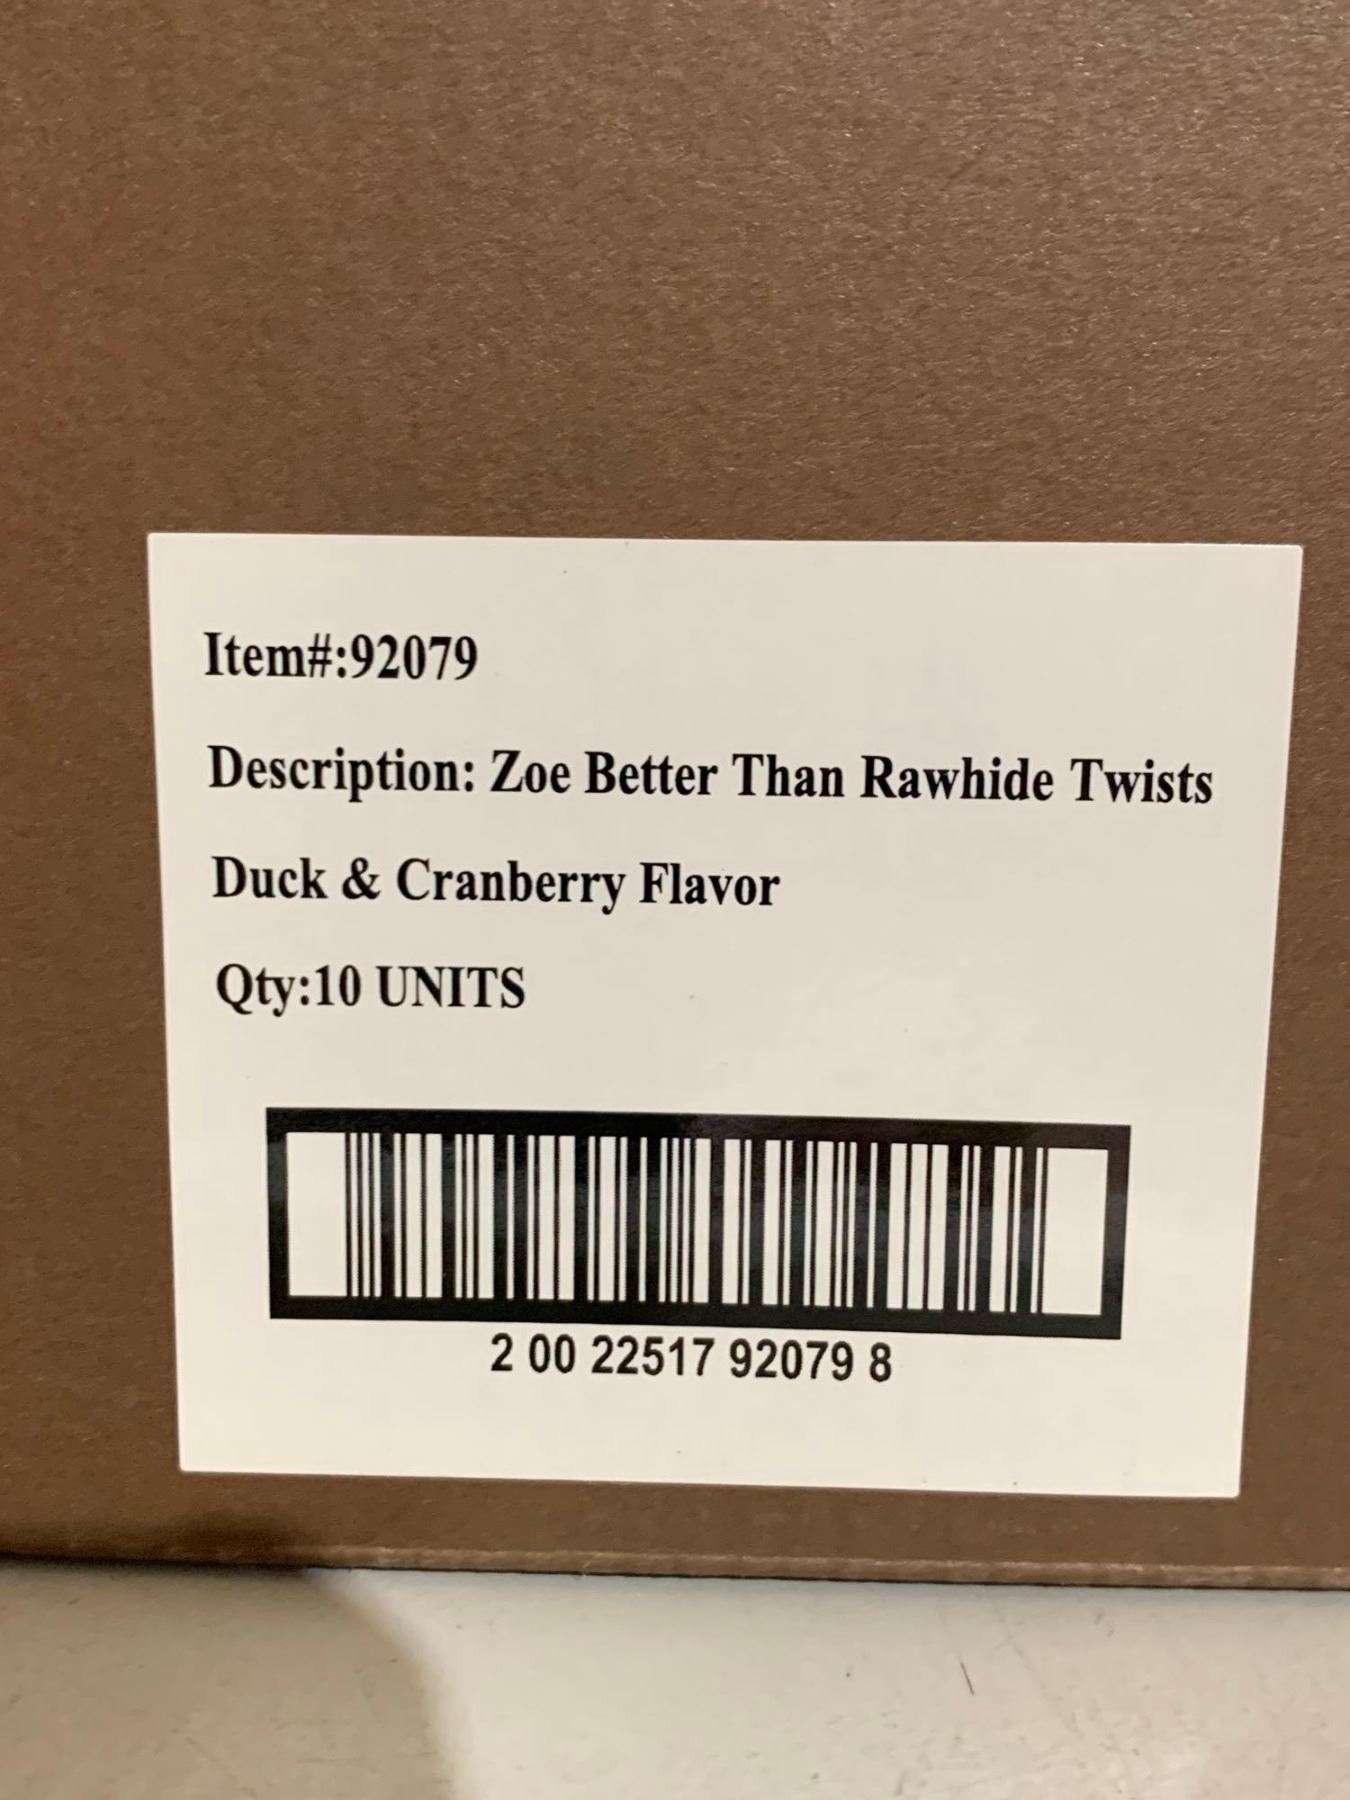 Item#:92079
Description: Zoe Better Than Rawhide Twists
Duck & Cranberry Flavor
Qty:10 UNITS
2 00 22517 92079 8